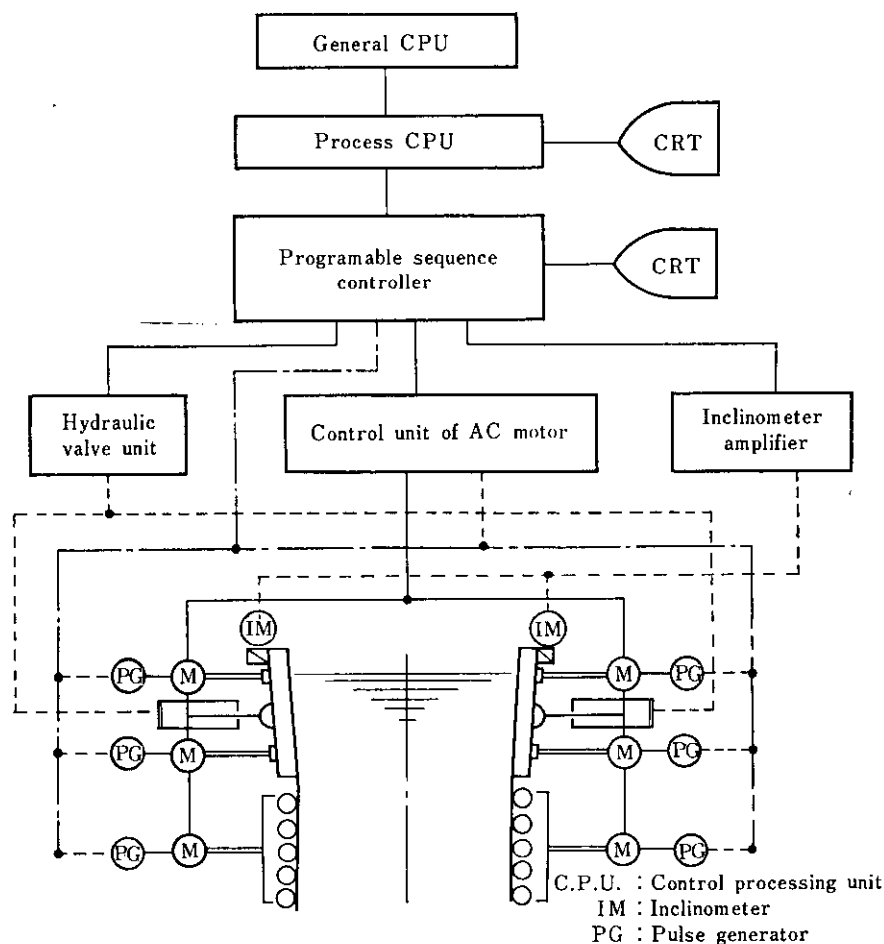 General CPU
Process CPU
CRT
Programable sequence
controller
CRT
Hydraulic
valve unit
Control unit of AC motor
Inclinometer
amplifier
IM
IM
PG
M
M
PG
PG
M
M
PG
PG
M
M
PG
C.P.U. : Control processing unit
IM : Inclinometer
PG : Pulse generator